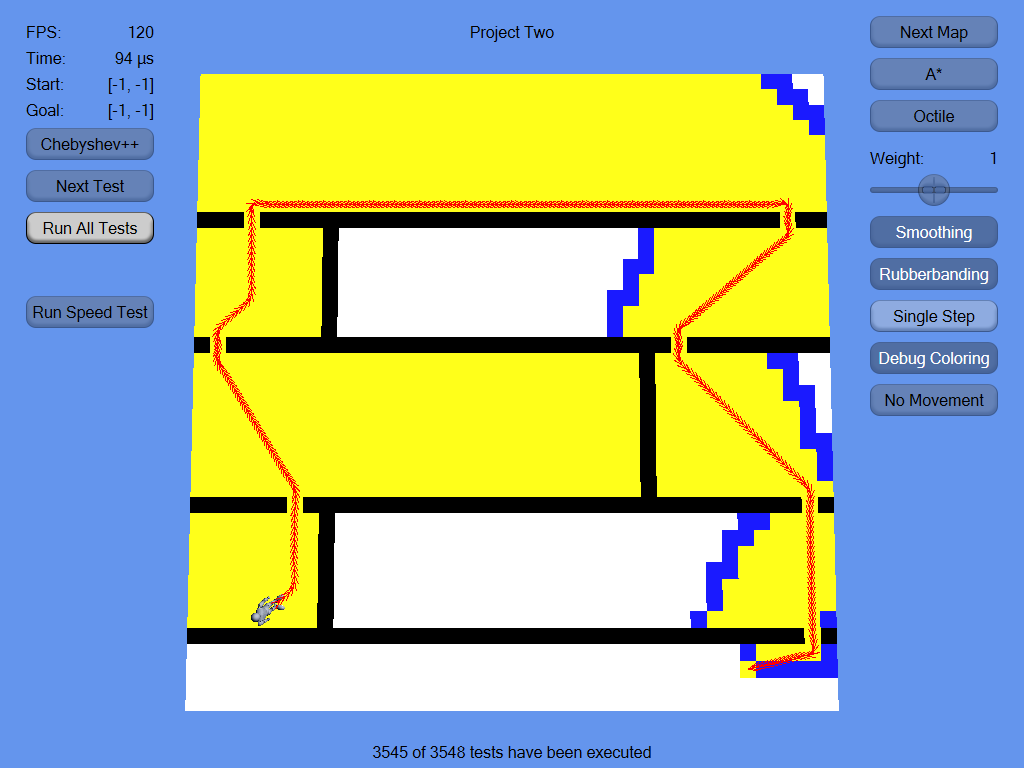 FPS: 120
Time: 94 µs
Start: [-1, -1]
Goal: [-1, -1]
Chebyshev++
Next Test
Run All Tests
Run Speed Test
Project Two
Next Map
A*
Octile
Weight: 1
Smoothing
Rubberbanding
Single Step
Debug Coloring
No Movement
3545 of 3548 tests have been executed